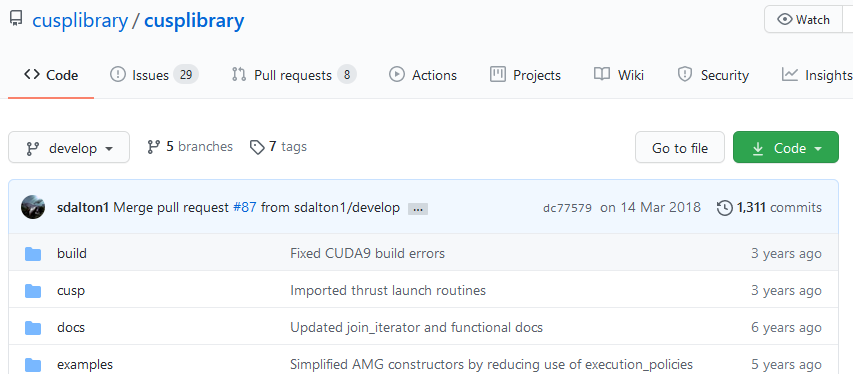 cusplibrary / cusplibrary Watch
Code Issues 29 Pull requests 8 Actions Projects Wiki Security Insights
develop 5 branches 7 tags Go to file Code
sdalton1 Merge pull request #87 from sdalton1/develop ... dc77579 on 14 Mar 2018 1,311 commits
build Fixed CUDA9 build errors 3 years ago
cusp Imported thrust launch routines 3 years ago
docs Updated join_iterator and functional docs 6 years ago
examples Simplified AMG constructors by reducing use of execution_policies 5 years ago